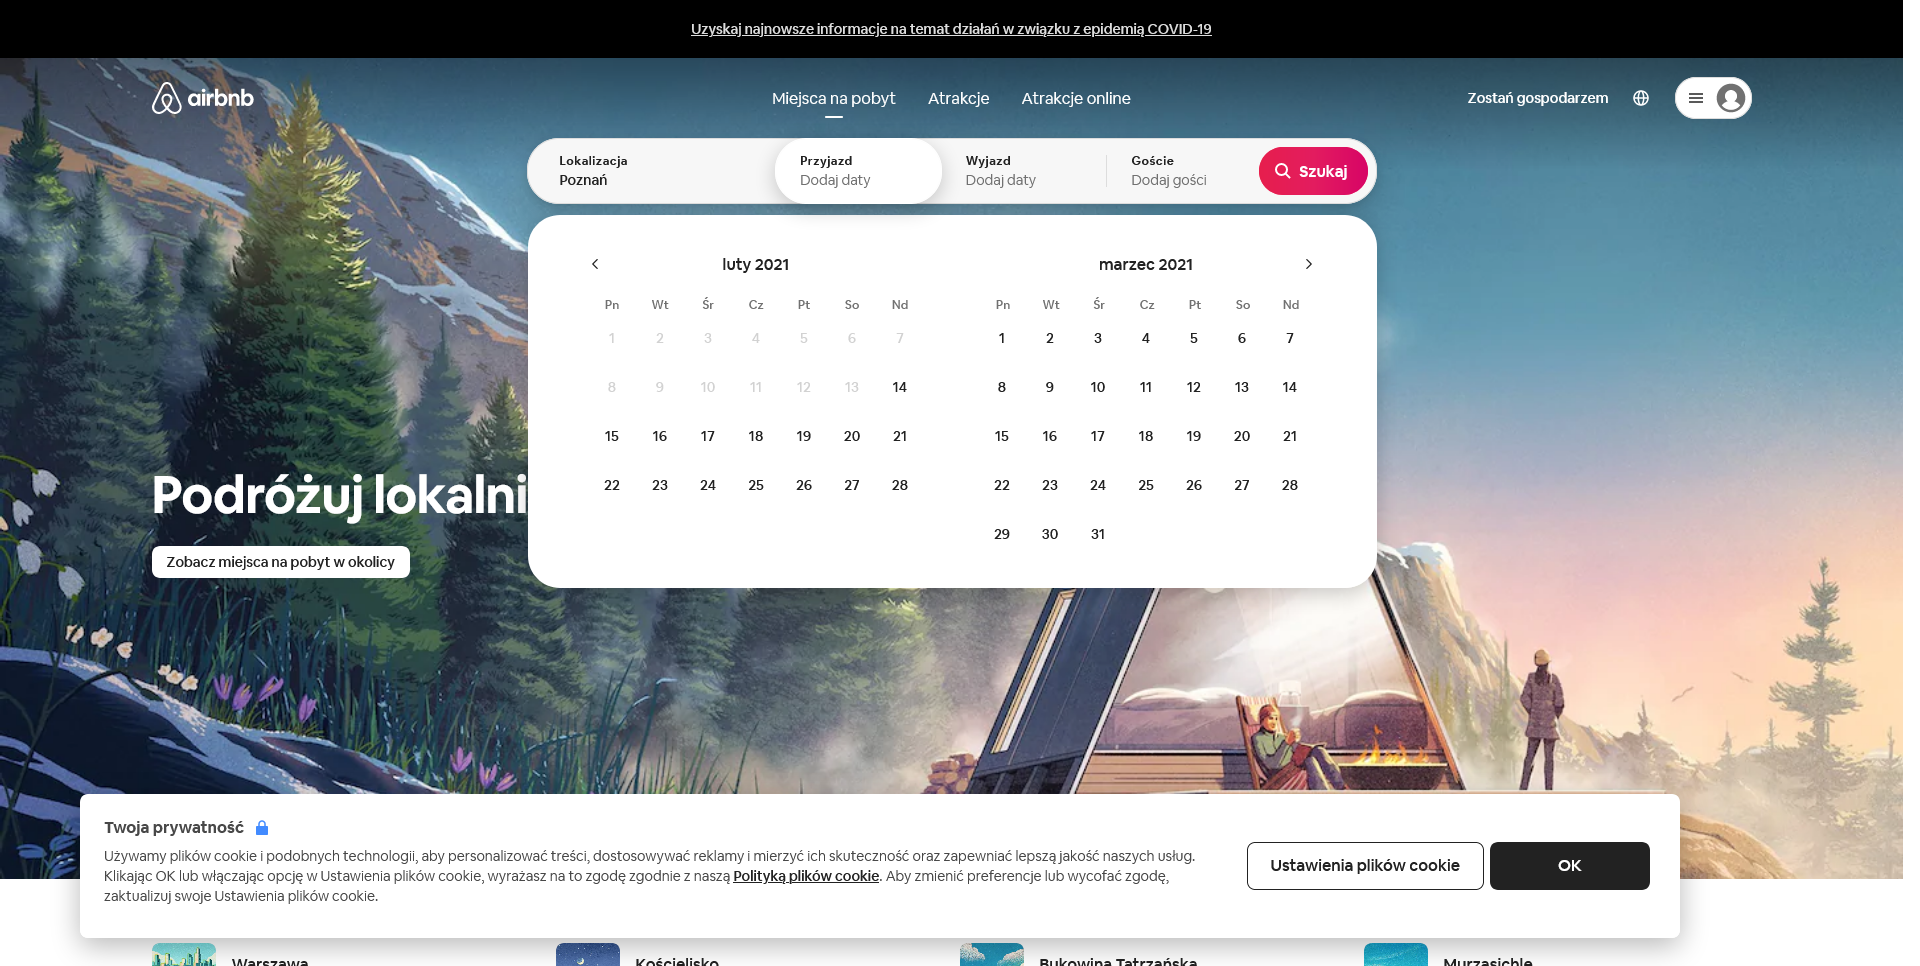 Uzyskaj najnowsze informacje na temat działań w związku z epidemią COVID-19
airbnb
Miejsca na pobyt Atrakcje Atrakcje online
Zostań gospodarzem
Lokalizacja Przyjazd Wyjazd Goście
Poznań Dodaj daty Dodaj daty Dodaj gości
Szukaj
luty 2021 marzec 2021
Pn Wt Śr Cz Pt So Nd Pn Wt Śr Cz Pt So Nd
1 2 3 4 5 6 7 1 2 3 4 5 6 7
8 9 10 11 12 13 14 8 9 10 11 12 13 14
15 16 17 18 19 20 21 15 16 17 18 19 20 21
22 23 24 25 26 27 28 22 23 24 25 26 27 28
29 30 31
Podróżuj lokalni
Zobacz miejsca na pobyt w okolicy
Twoja prywatność
Używamy plików cookie i podobnych technologii, aby personalizować treści, dostosowywać reklamy i mierzyć ich skuteczność oraz zapewniać lepszą jakość naszych usług.
Klikając OK lub włączając opcję w Ustawienia plików cookie, wyrażasz na to zgodę zgodnie z naszą Polityką plików cookie. Aby zmienić preferencje lub wycofać zgodę,
zaktualizuj swoje Ustawienia plików cookie.
Ustawienia plików cookie OK
Warszawa Kościelisko Bukowina Tatrzańska Murzasichle